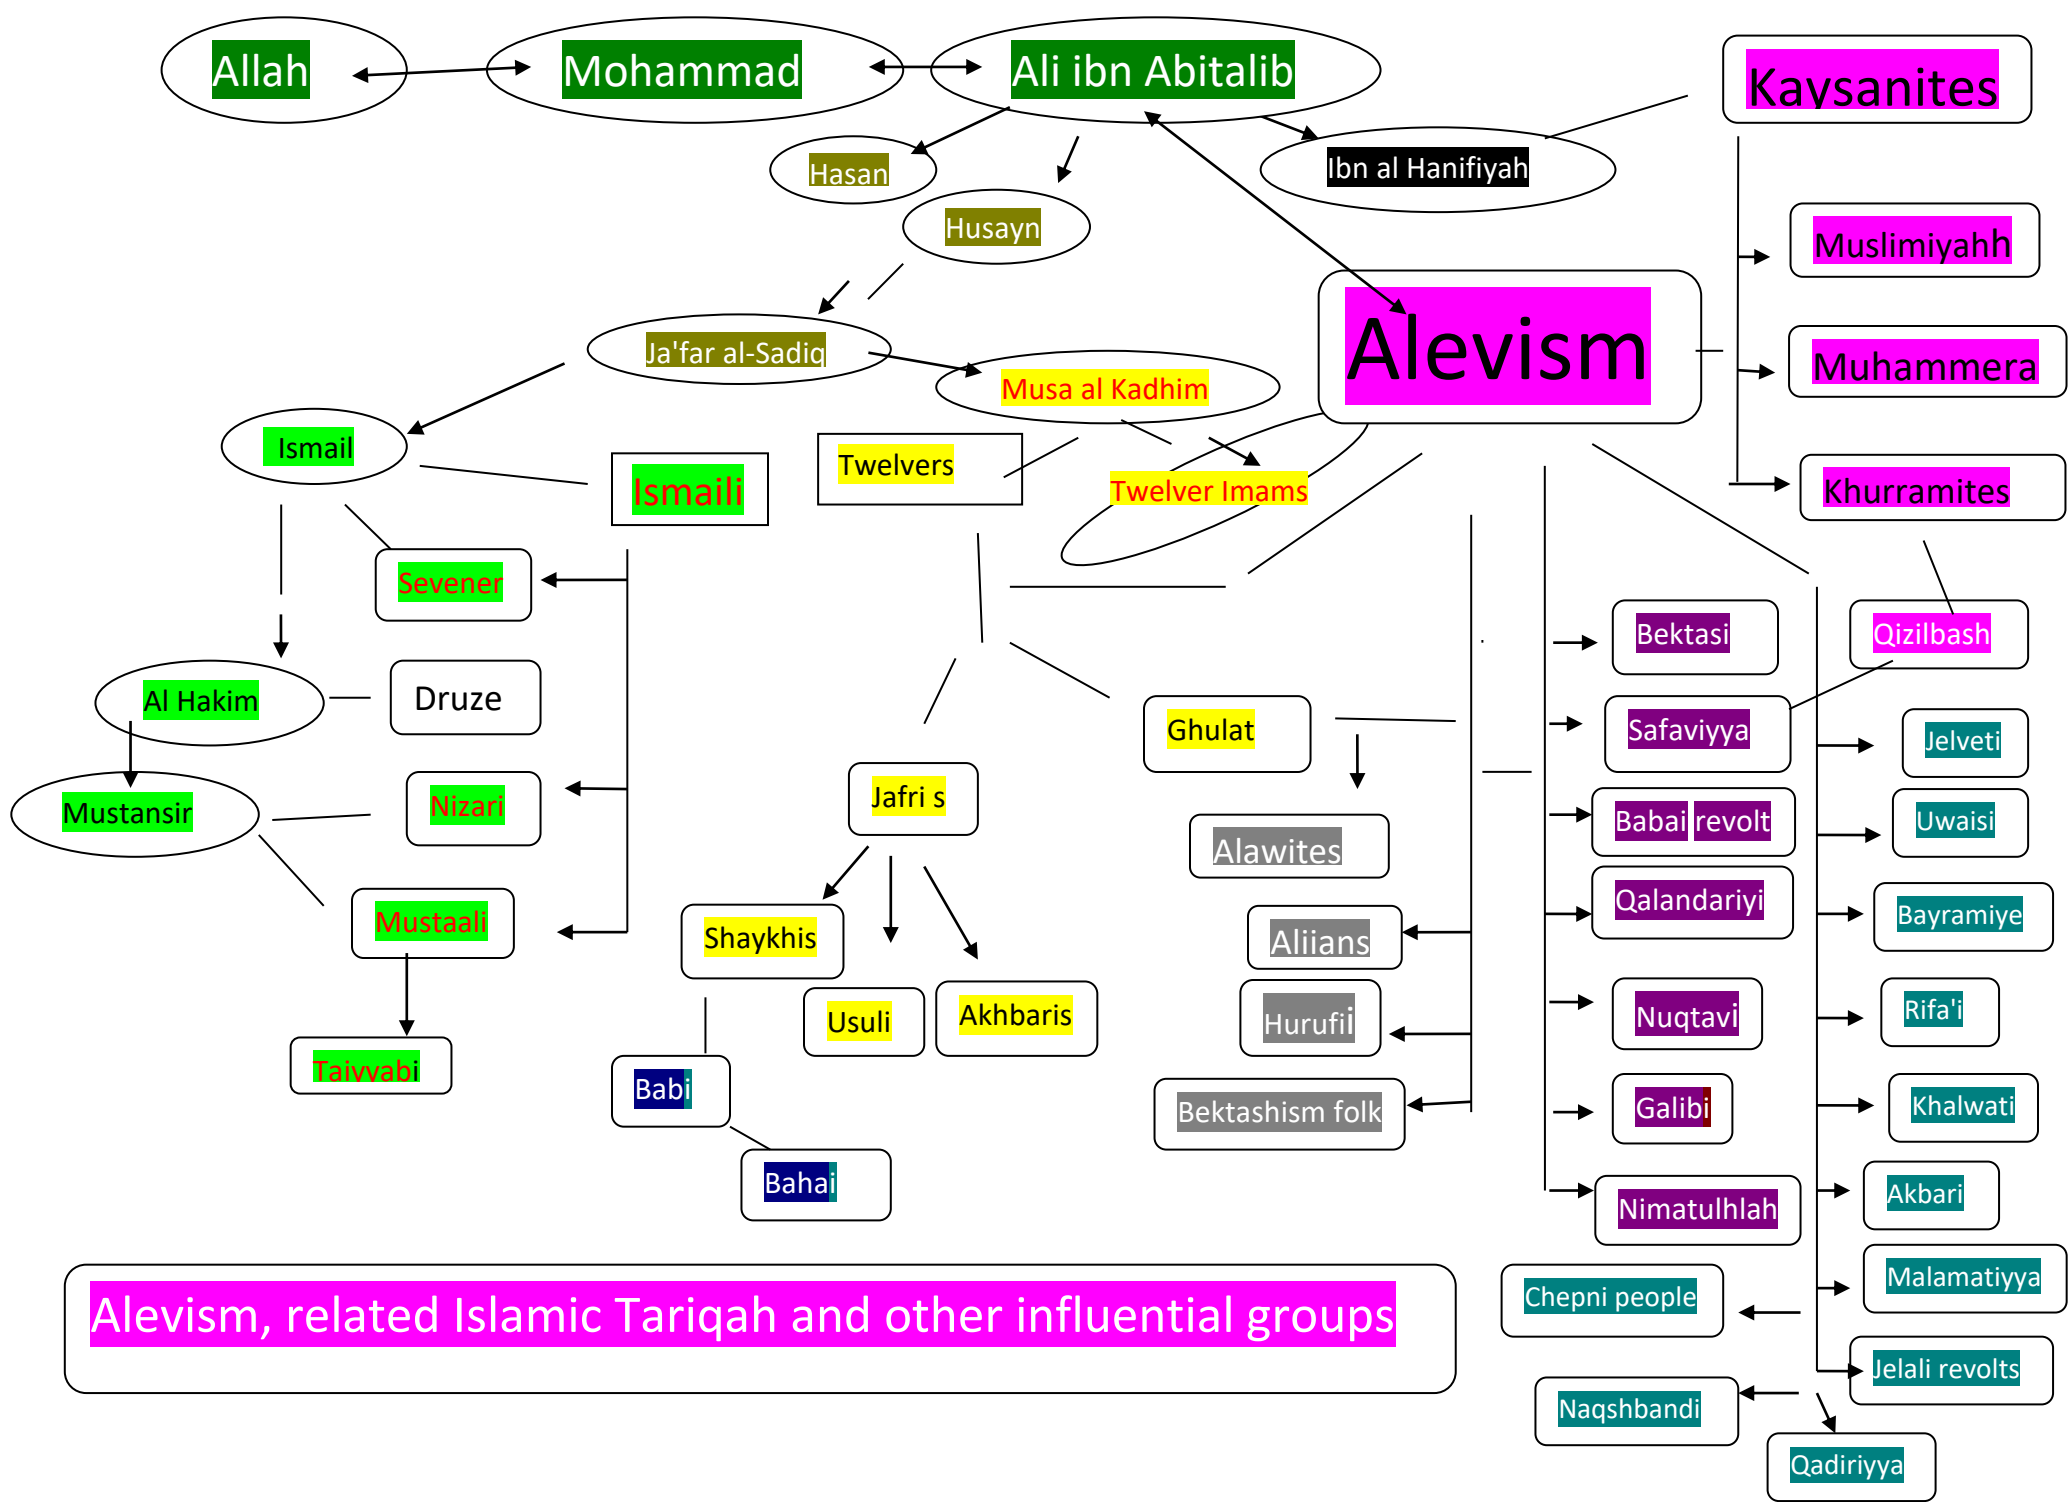 Allah
Mohammad
Ali ibn Abitalib
Kaysanites
Hasan
Ibn al Hanifiyah
Husayn
Muslimiyahh
Alevism
Ja'far al-Sadiq
Muhammera
Musa al Kadhim
Ismail
Twelvers
Ismaili
Twelver Imams
Khurramites
Sevener
Bektasi
Qizilbash
Al Hakim
Druze
Ghulat
Safaviyya
Jelveti
Mustansir
Nizari
Jafri s
Babai revolt
Uwaisi
Alawites
Qalandariyi
Mustaali
Shaykhis
Aliians
Bayramiye
Usuli
Akhbaris
Hurufii
Nuqtavi
Rifa'i
Taiyyabi
Babi
Bektashism folk
Galibi
Khalwati
Bahai
Nimatulhlah
Akbari
Alevism, related Islamic Tariqah and other influential groups
Chepni people
Malamatiyya
Jelali revolts
Naqshbandi
Qadiriyya